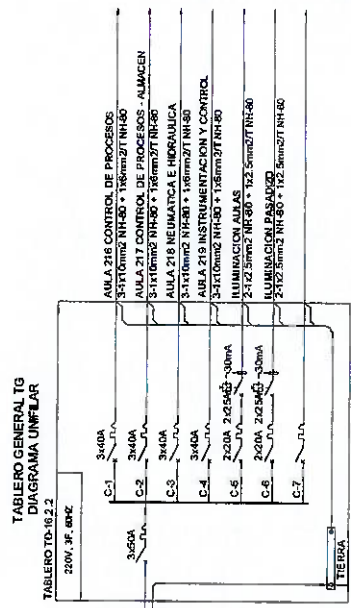 TABLERO GENERAL TG
DIAGRAMA UNIFILAR
TABLERO TG-16.2.2
220V, 3F, 60HZ
3x50A
C-1
3x40A
AULA 216 CONTROL DE PROCESOS
3-1x10mm2 NH-80 + 1x6mm2/T NH-80
C-2
3x40A
AULA 217 CONTROL DE PROCESOS - ALMACEN
3-1x10mm2 NH-80 + 1x6mm2/T NH-80
C-3
3x40A
AULA 218 NEUMATICA E HIDRAULICA
3-1x10mm2 NH-80 + 1x6mm2/T NH-80
C-4
3x40A
AULA 219 INSTRUMENTACION Y CONTROL
3-1x10mm2 NH-80 + 1x6mm2/T NH-80
C-5
2x20A
2x25A
30mA
ILUMINACION AULAS
2-1x2.5mm2 NH-80 + 1x2.5mm2/T NH-80
C-6
2x20A
2x25A
30mA
ILUMINACION PASADIZO
2-1x2.5mm2 NH-80 + 1x2.5mm2/T NH-80
C-7
TIERRA